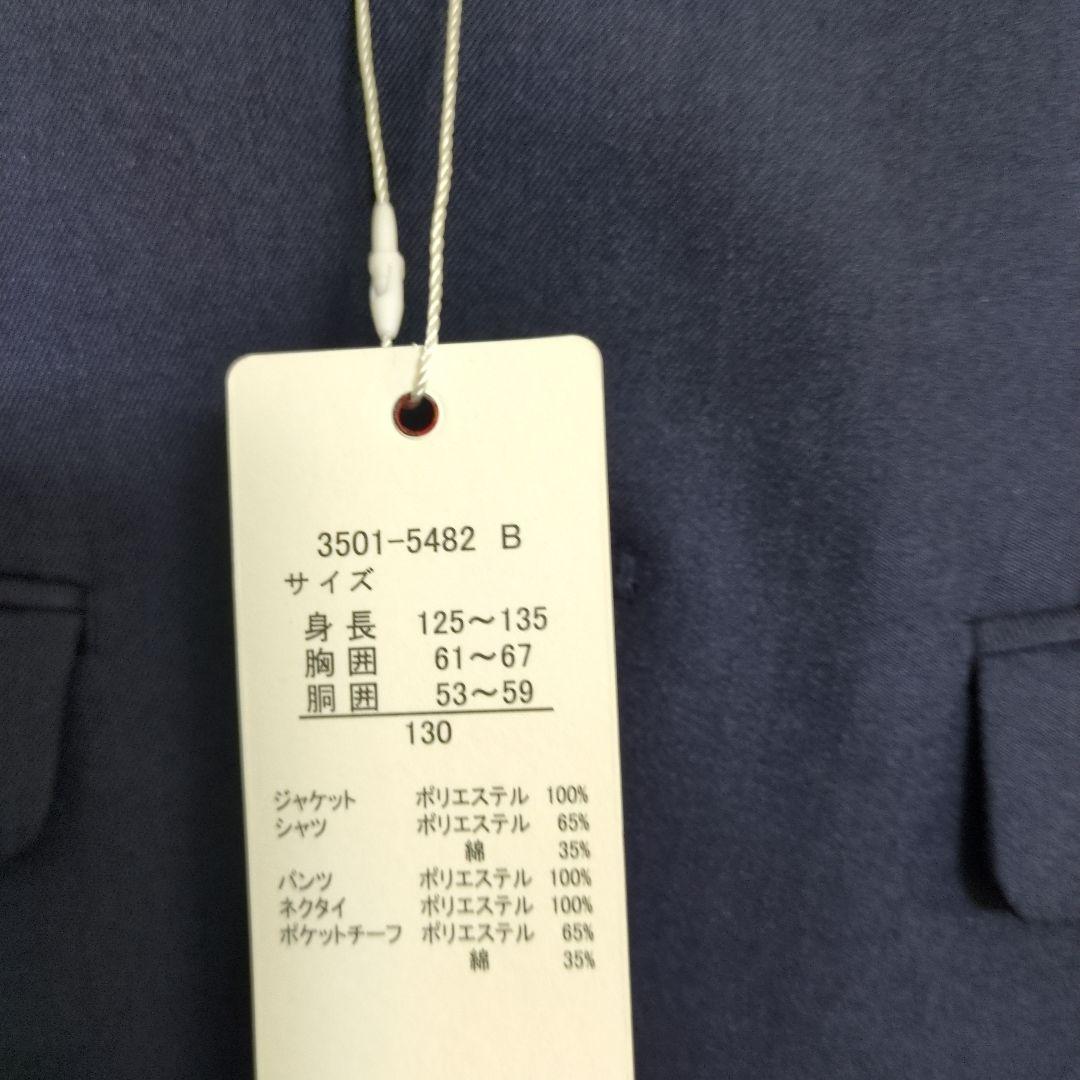 3501-5482 B
サイズ
身長 125～135
胸囲 61～67
胴囲 53～59
130
ジャケット ポリエステル 100%
シャツ ポリエステル 65%
綿 35%
パンツ ポリエステル 100%
ネクタイ ポリエステル 100%
ポケットチーフ ポリエステル 65%
綿 35%